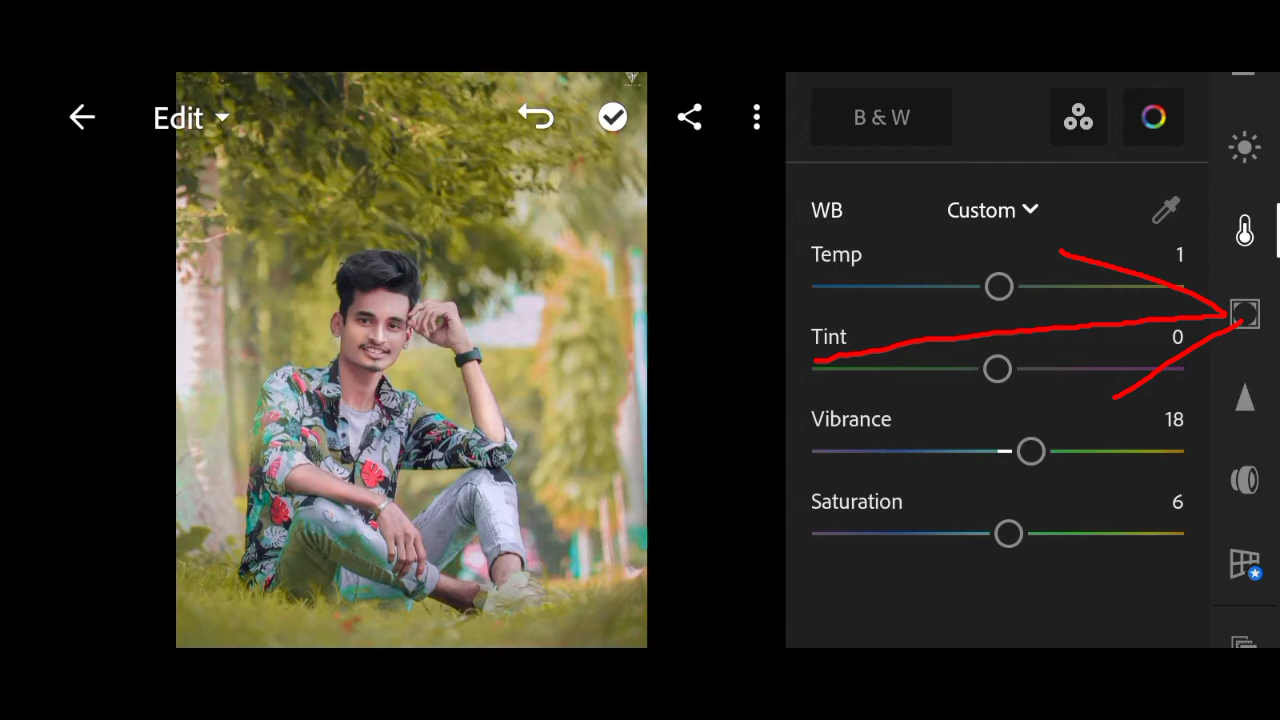 Edit
B & W
WB Custom
Temp 1
Tint 0
Vibrance 18
Saturation 6